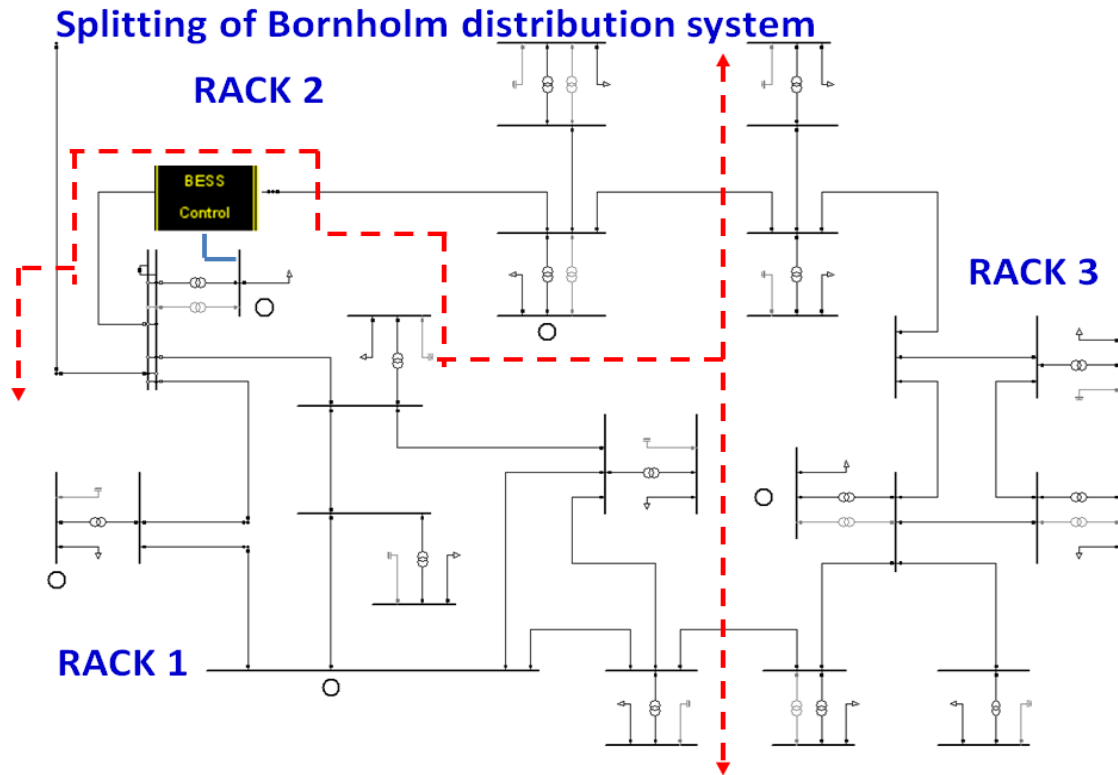 Splitting of Bornholm distribution system
RACK 2
BESS
Control
RACK 3
RACK 1